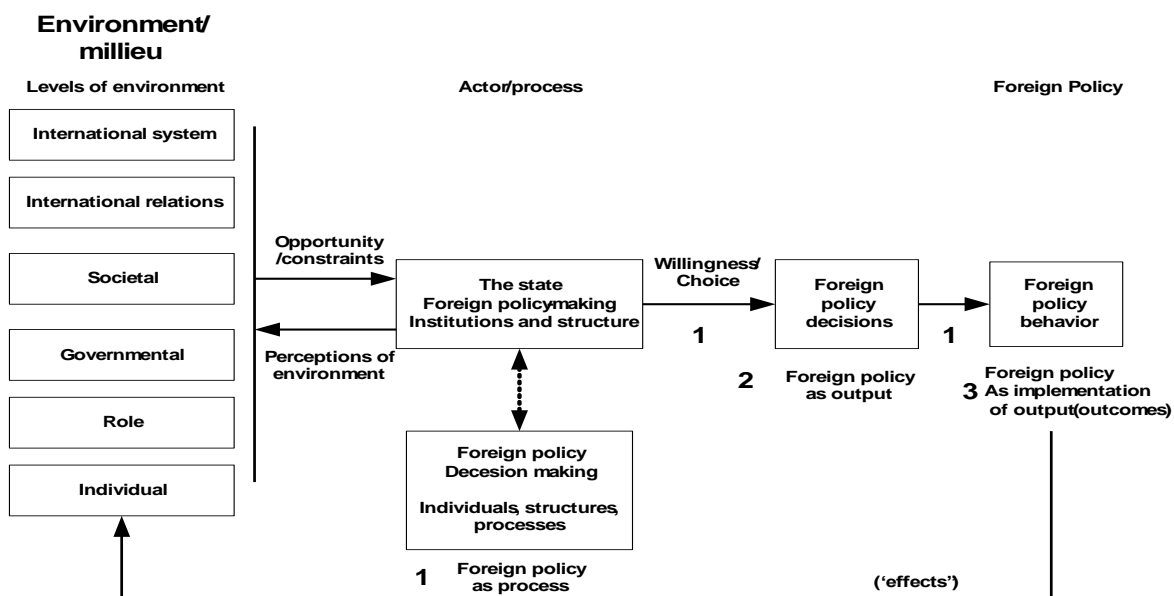 Environment/
millieu
Levels of environment
Actor/process
Foreign Policy
International system
International relations
Societal
Governmental
Role
Individual
Opportunity
/constraints
Perceptions of
environment
The state
Foreign policy-making
Institutions and structure
Willingness/
Choice
1
Foreign
policy
decisions
1
Foreign
policy
behavior
2
Foreign policy
as output
3
Foreign policy
As implementation
of output(outcomes)
Foreign policy
Decesion making
Individuals, structures,
processes
1
Foreign policy
as process
('effects')